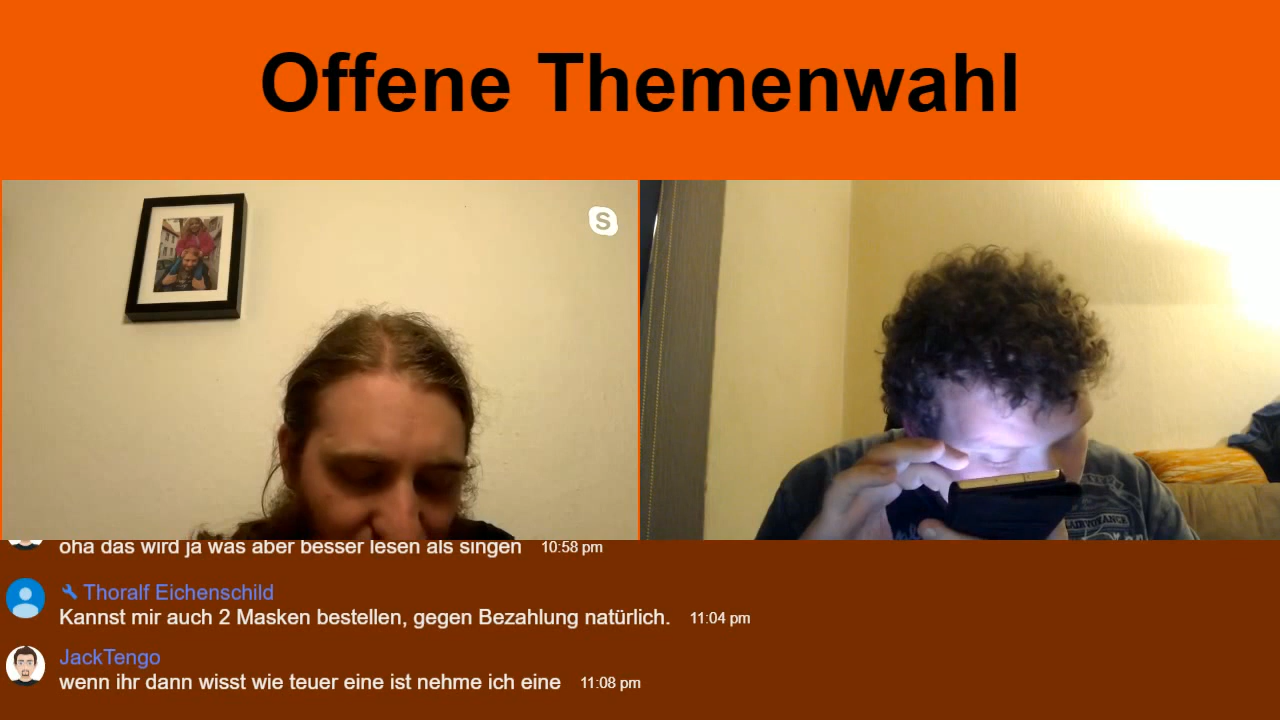 Offene Themenwahl
S
oha das wird ja was aber besser lesen als singen 10:58 pm
Thoralf Eichenschild
Kannst mir auch 2 Masken bestellen, gegen Bezahlung natürlich. 11:04 pm
JackTengo
wenn ihr dann wisst wie teuer eine ist nehme ich eine 11:08 pm